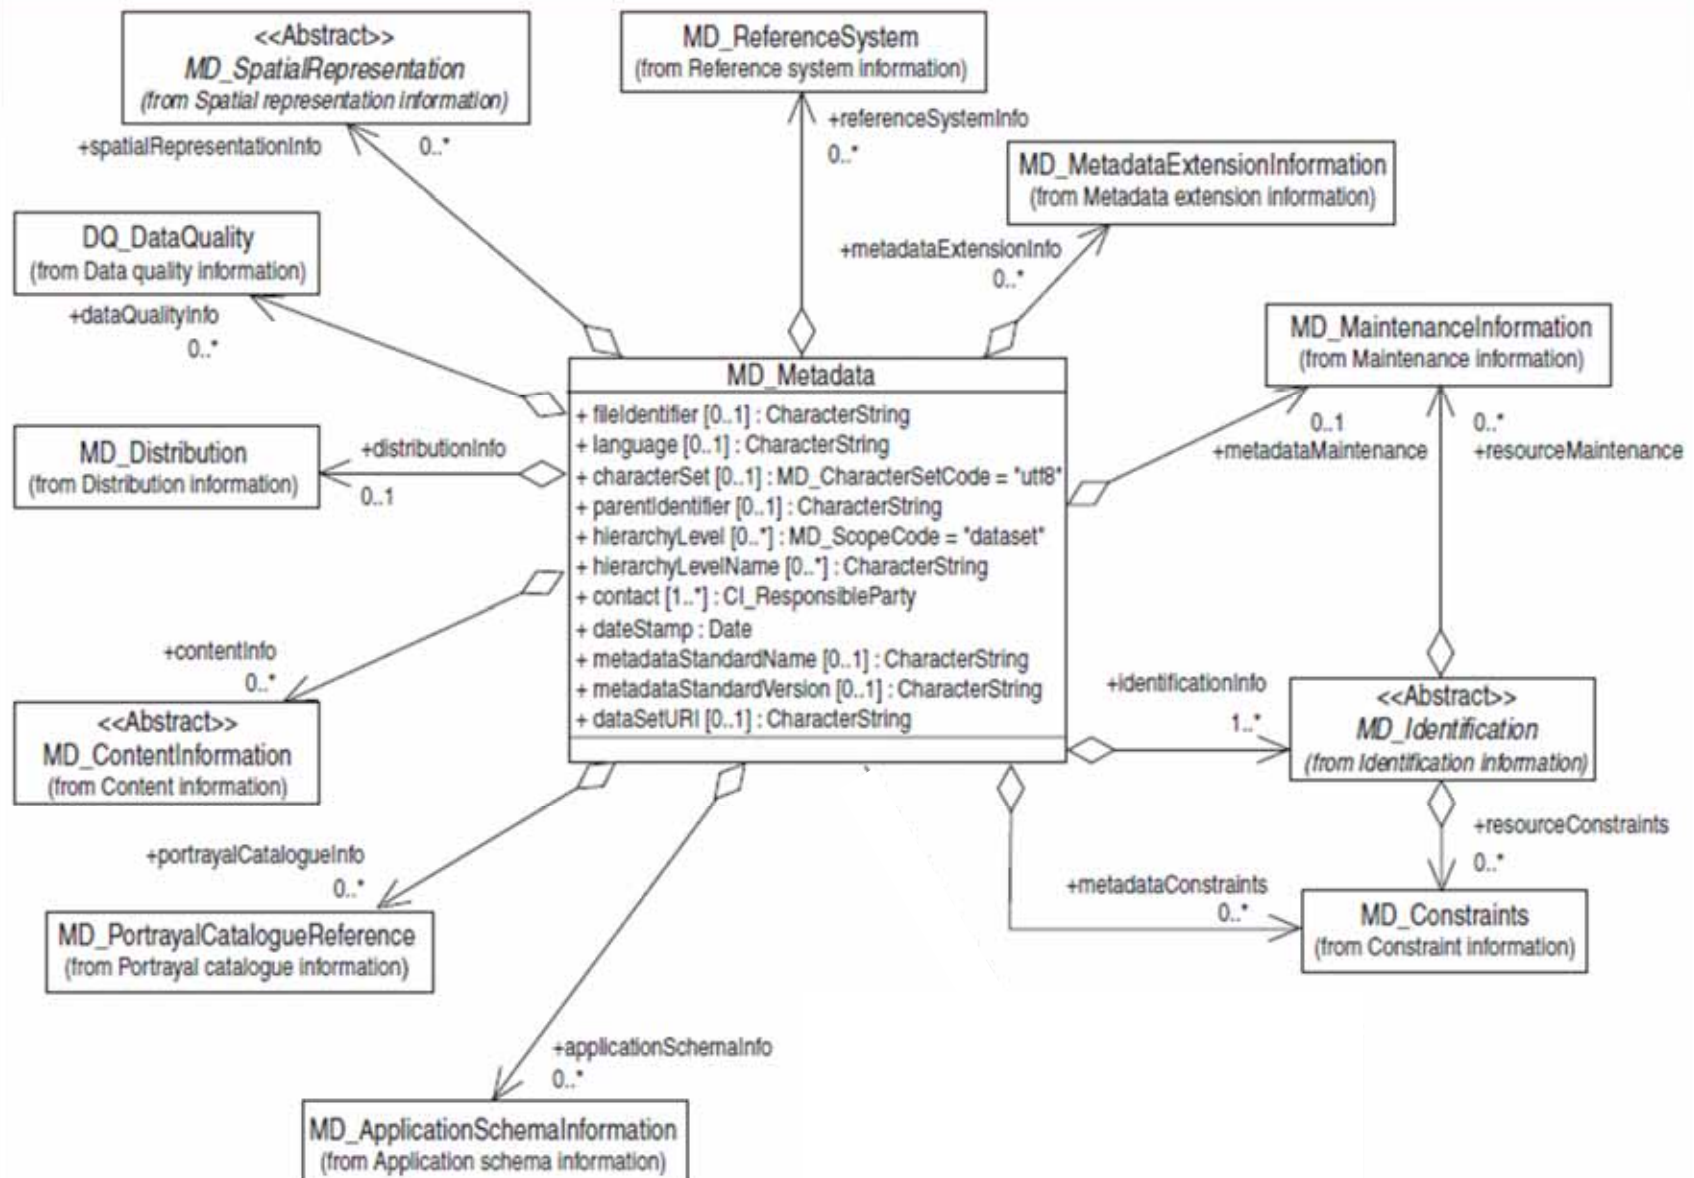 <<Abstract>>
MD_SpatialRepresentation
(from Spatial representation information)
+spatialRepresentationInfo
0..*
MD_ReferenceSystem
(from Reference system information)
+referenceSystemInfo
0..*
MD_MetadataExtensionInformation
(from Metadata extension information)
+metadataExtensionInfo
0..*
DQ_DataQuality
(from Data quality information)
+dataQualityInfo
0..*
MD_MaintenanceInformation
(from Maintenance information)
0..1
+metadataMaintenance
0..*
+resourceMaintenance
MD_Distribution
(from Distribution information)
+distributionInfo
0..1
MD_Metadata
+ fileIdentifier [0..1] : CharacterString
+ language [0..1] : CharacterString
+ characterSet [0..1] : MD_CharacterSetCode = "utf8"
+ parentIdentifier [0..1] : CharacterString
+ hierarchyLevel [0..*] : MD_ScopeCode = "dataset"
+ hierarchyLevelName [0..*] : CharacterString
+ contact [1..*] : CI_ResponsibleParty
+ dateStamp : Date
+ metadataStandardName [0..1] : CharacterString
+ metadataStandardVersion [0..1] : CharacterString
+ dataSetURI [0..1] : CharacterString
+contentInfo
0..*
<<Abstract>>
MD_ContentInformation
(from Content information)
+identificationInfo
1..*
<<Abstract>>
MD_Identification
(from Identification information)
+resourceConstraints
0..*
+metadataConstraints
0..*
MD_Constraints
(from Constraint information)
+portrayalCatalogueInfo
0..*
MD_PortrayalCatalogueReference
(from Portrayal catalogue information)
+applicationSchemaInfo
0..*
MD_ApplicationSchemaInformation
(from Application schema information)